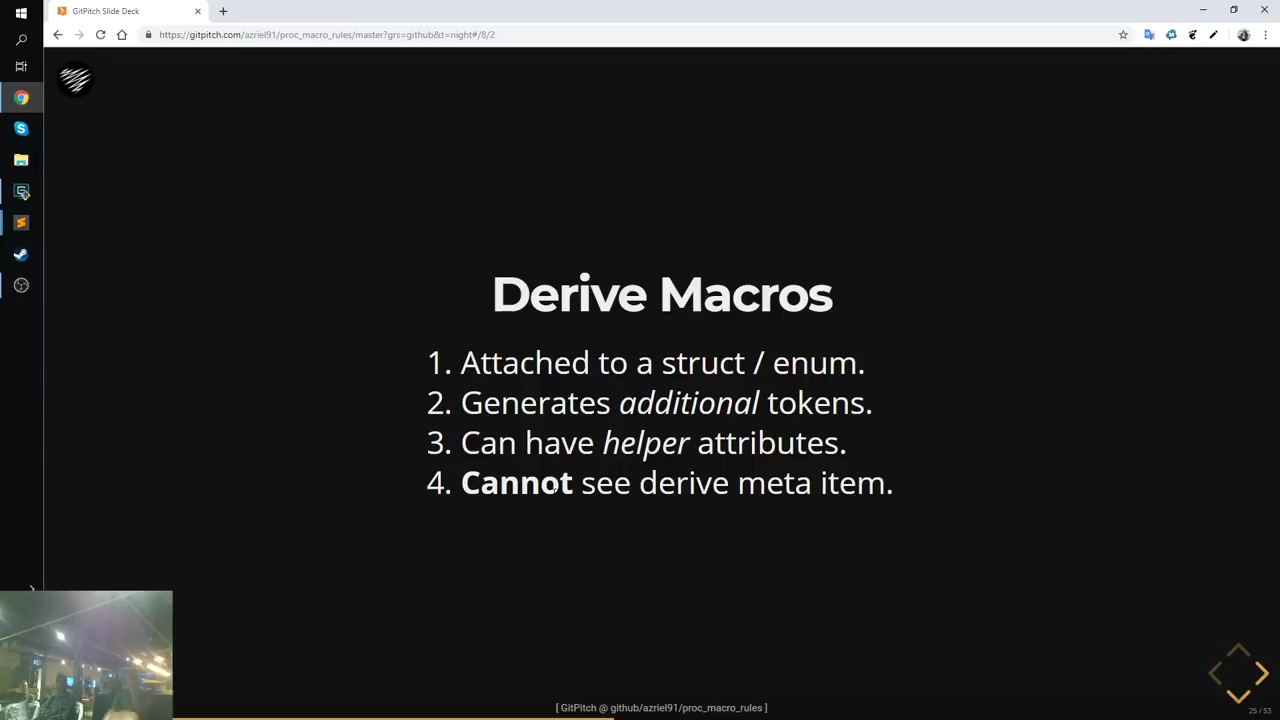 GitPitch Slide Deck
https://gitpitch.com/azriel91/proc_macro_rules/master?grs=github&t=night#/8/2
Derive Macros
1. Attached to a struct / enum.
2. Generates additional tokens.
3. Can have helper attributes.
4. Cannot see derive meta item.
[ GitPitch @ github/azriel91/proc_macro_rules ]
25 / 53